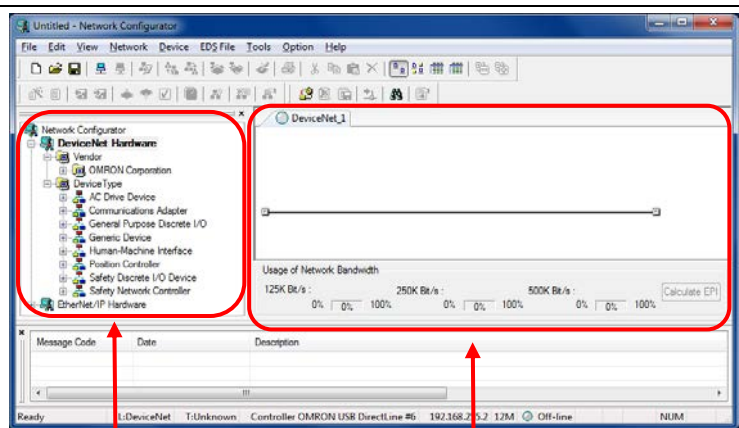 Untitled - Network Configurator
File Edit View Network Device EDS File Tools Option Help
DeviceNet_1
Network Configurator
DeviceNet Hardware
Vendor
OMRON Corporation
DeviceType
AC Drive Device
Communications Adapter
General Purpose Discrete I/O
Generic Device
Human-Machine Interface
Position Controller
Safety Discrete I/O Device
Safety Network Controller
EtherNet/IP Hardware
Usage of Network Bandwidth
125K Bit/s : 250K Bit/s : 500K Bit/s : Calculate EPI
0% 0% 100% 0% 0% 100% 0% 0% 100%
Message Code Date Description
Ready L:DeviceNet T:Unknown Controller OMRON USB DirectLine #6 12M Off-line NUM